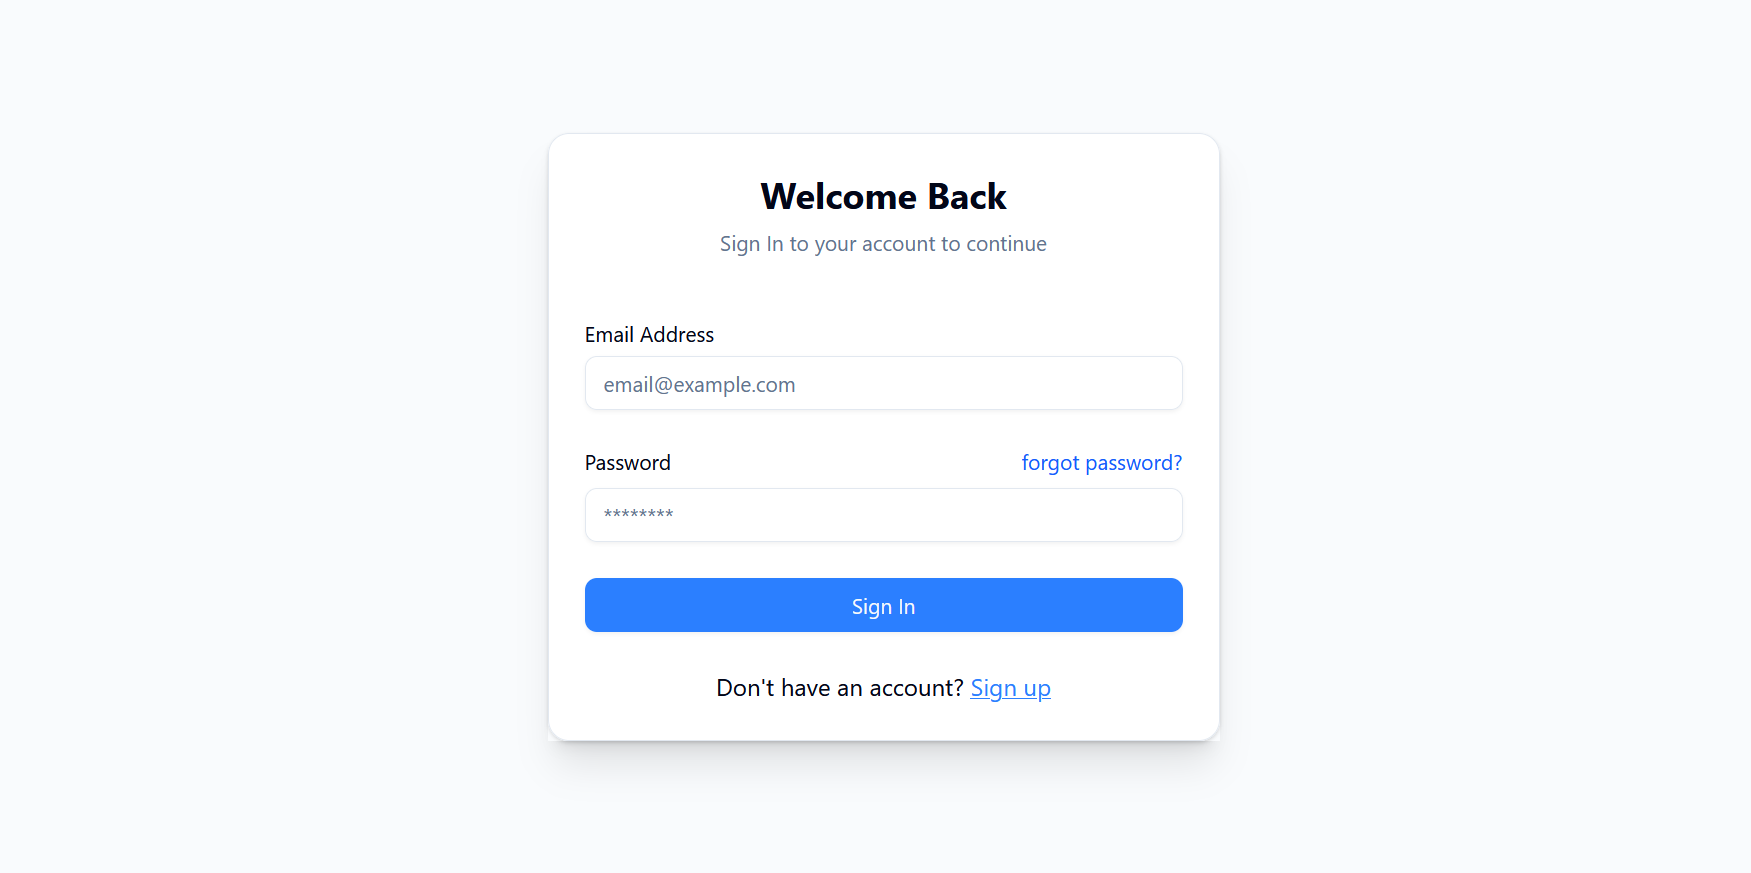 Welcome Back
Sign In to your account to continue
Email Address
email@example.com
Password forgot password?
********
Sign In
Don't have an account? Sign up